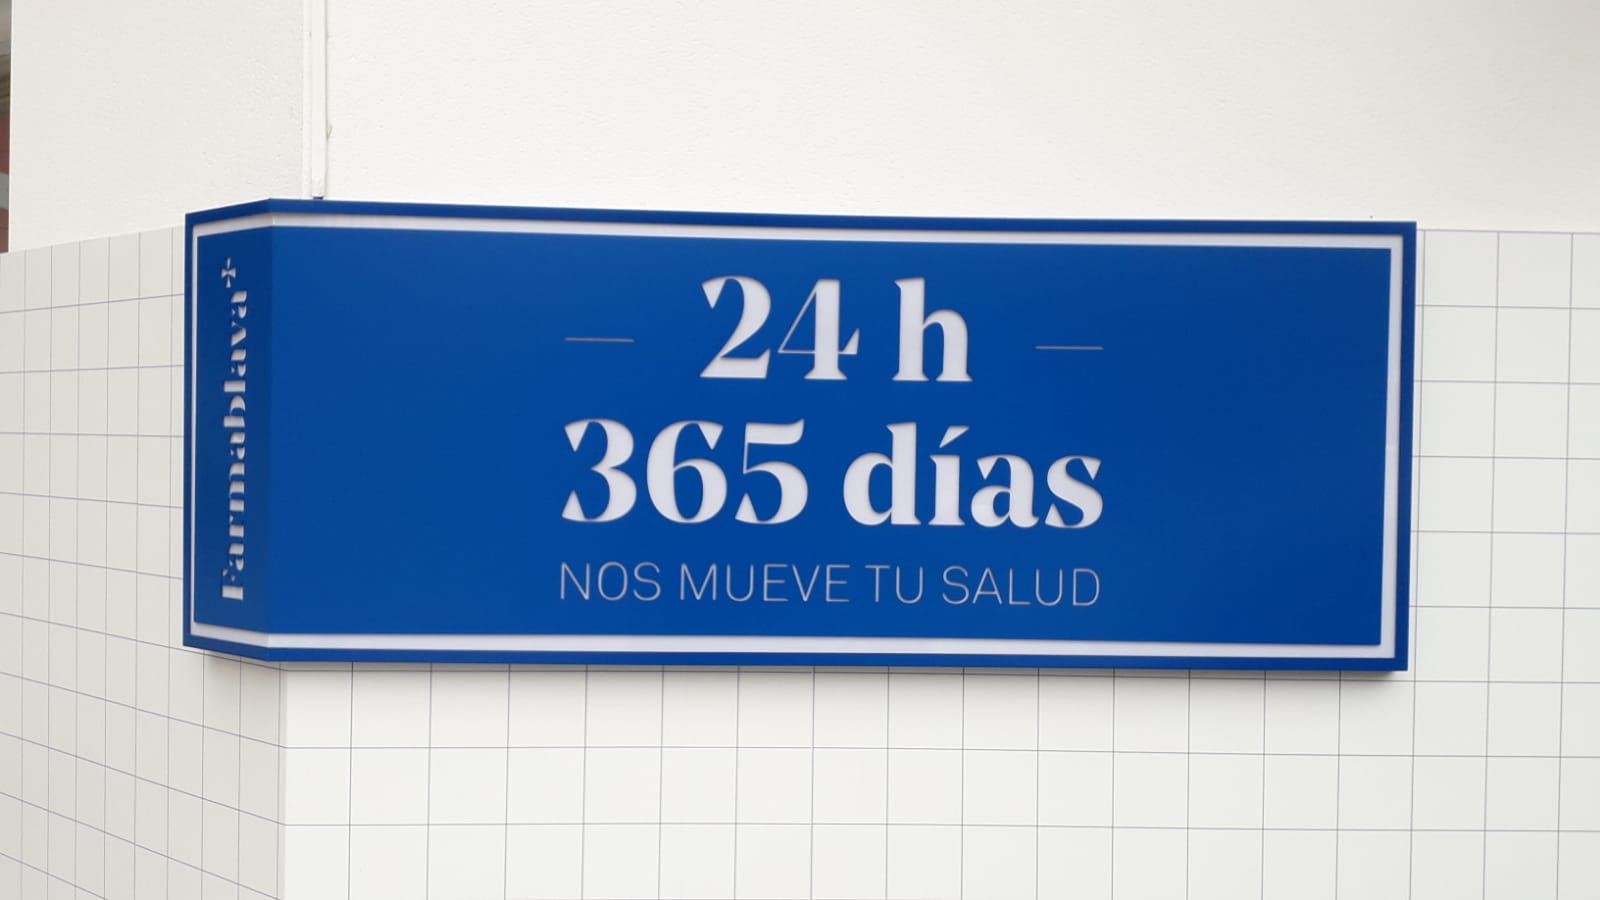 Farmablava
— 24 h —
365 días
NOS MUEVE TU SALUD